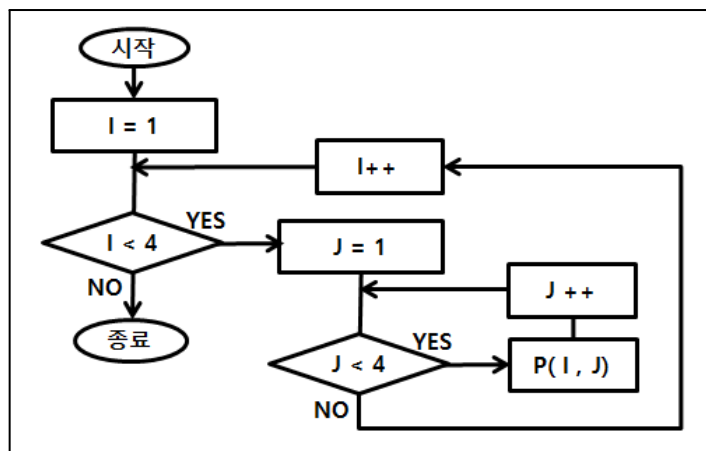 시작
I = 1
I++
I < 4
YES
J = 1
NO
J ++
종료
J < 4
YES
P( I , J)
NO